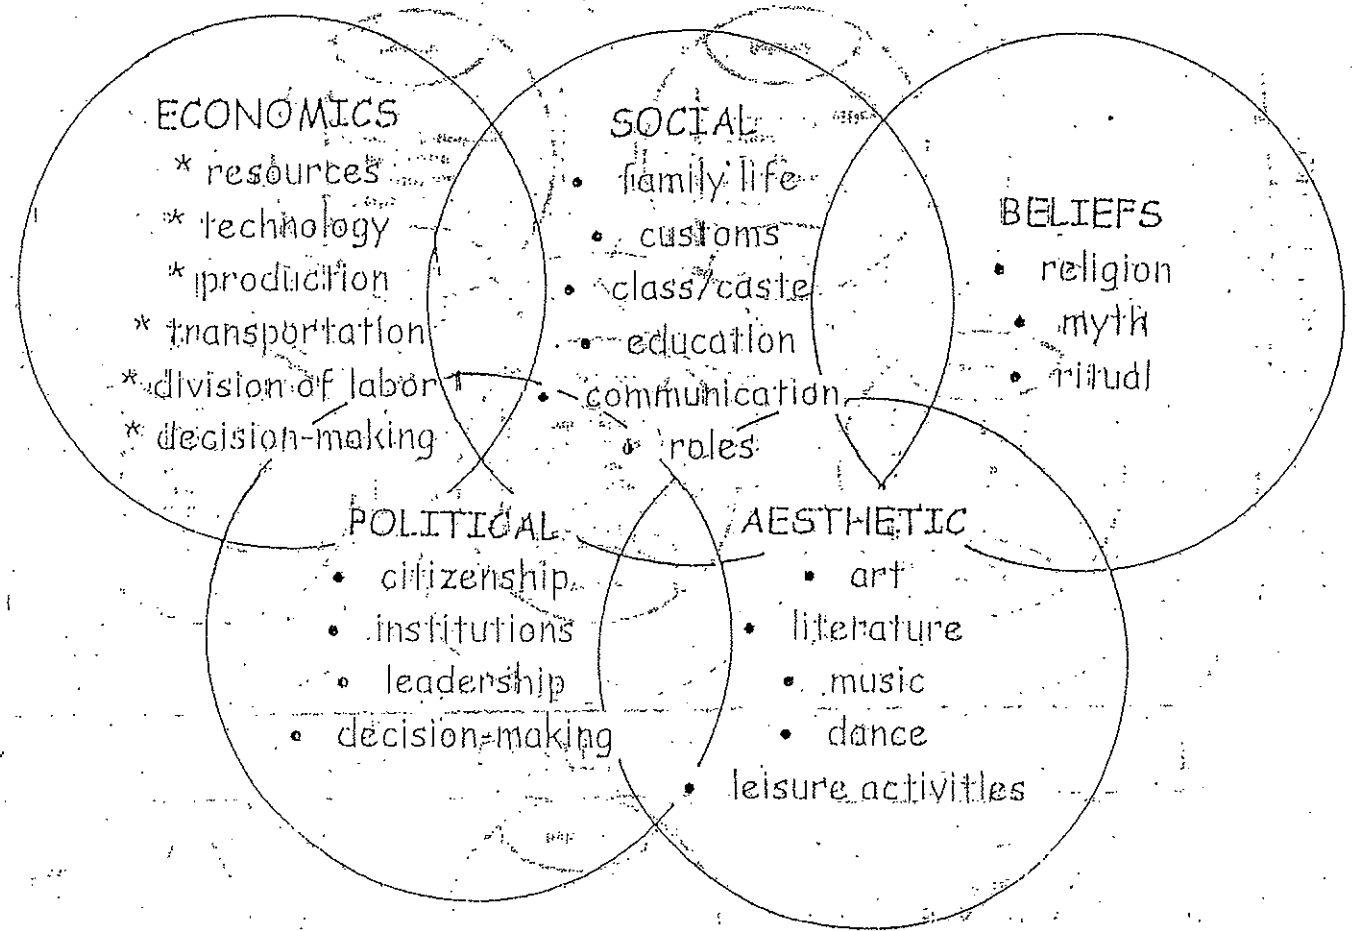 ECONOMICS
* resources
* technology
* production
* transportation
* division of labor
* decision-making
SOCIAL
• family life
• customs
• class/caste
• education
• communication
• roles
BELIEFS
• religion
• myth
• ritual
POLITICAL
• citizenship
• institutions
• leadership
• decision-making
AESTHETIC
• art
• literature
• music
• dance
• leisure activities